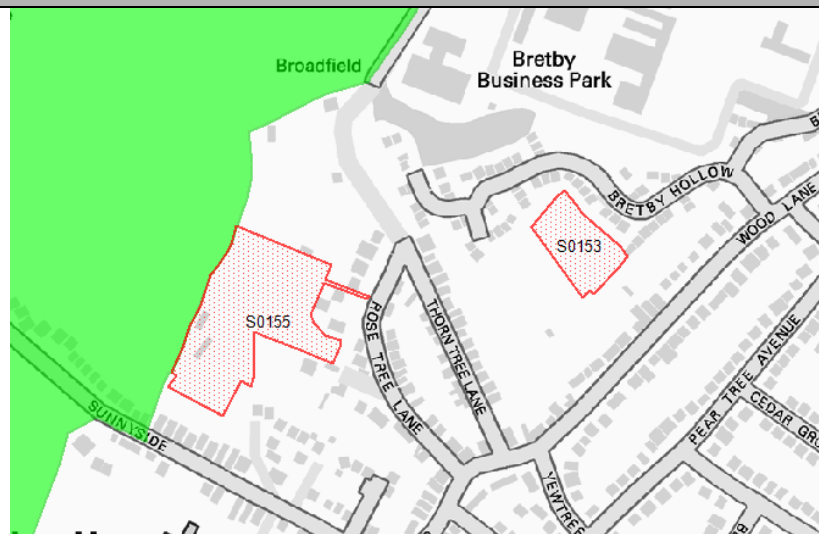 Broadfield
Bretby
Business Park
BRETBY HOLLOW
WOOD LANE
S0153
S0155
ROSE TREE LANE
THORN TREE LANE
PEAR TREE AVENUE
CEDAR GRO
SUNNYSIDE
YEWTREE